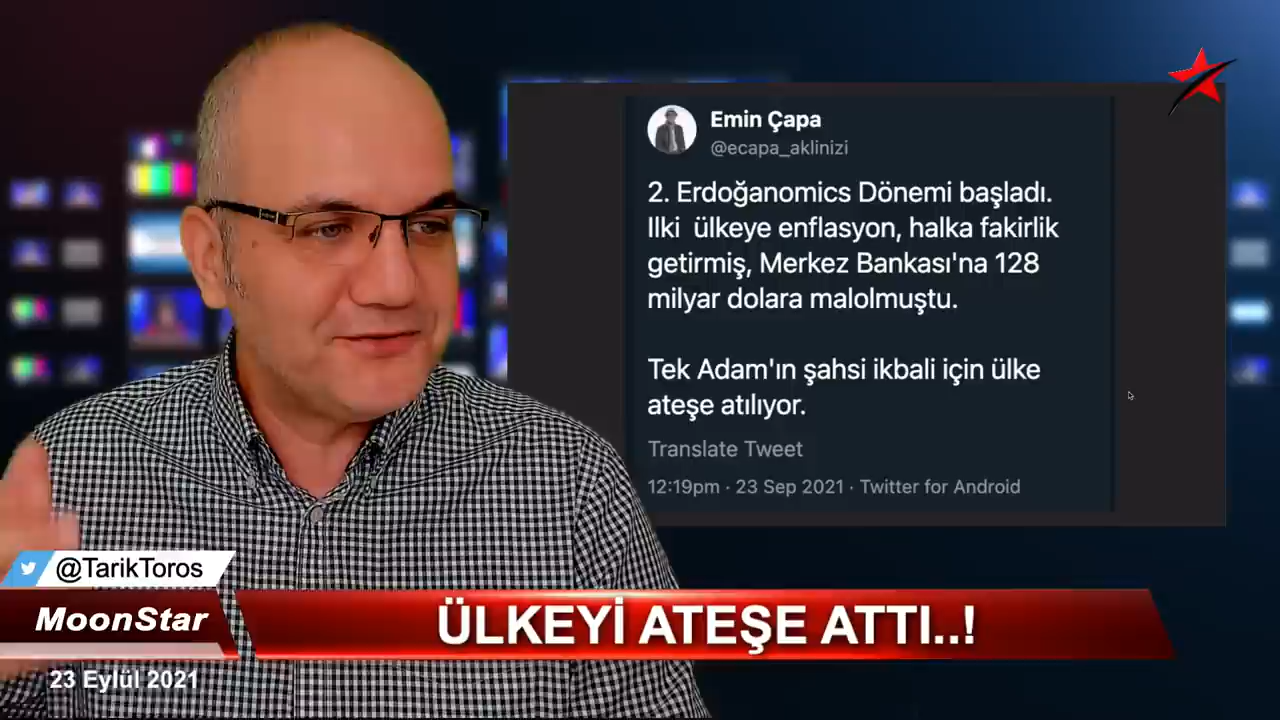 Emin Çapa
@ecapa_aklinizi
2. Erdoğanomics Dönemi başladı.
Ilki  ülkeye enflasyon, halka fakirlik
getirmiş, Merkez Bankası'na 128
milyar dolara malolmuştu.
Tek Adam'ın şahsi ikbali için ülke
ateşe atılıyor.
Translate Tweet
12:19pm · 23 Sep 2021 · Twitter for Android
@TarikToros
MoonStar
ÜLKEYİ ATEŞE ATTI..!
23 Eylül 2021